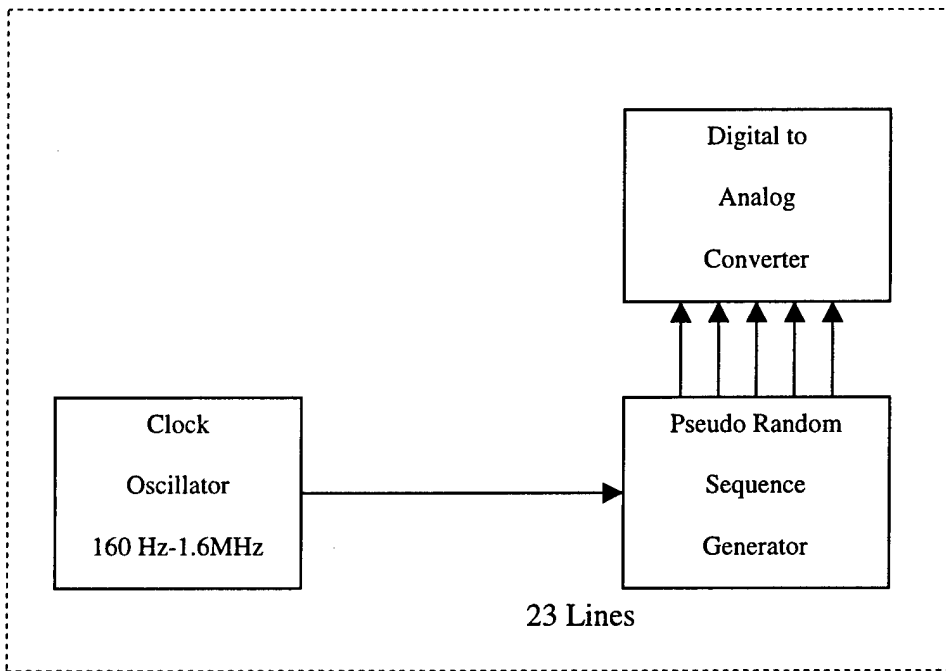 Digital to
Analog
Converter
Clock
Oscillator
160 Hz-1.6MHz
Pseudo Random
Sequence
Generator
23 Lines